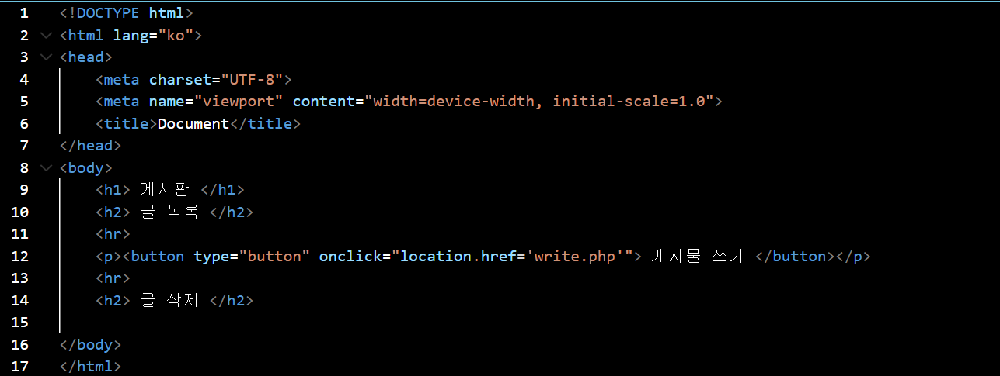 1 <!DOCTYPE html>
2 <html lang="ko">
3 <head>
4     <meta charset="UTF-8">
5     <meta name="viewport" content="width=device-width, initial-scale=1.0">
6     <title>Document</title>
7 </head>
8 <body>
9     <h1> 게시판 </h1>
10     <h2> 글 목록 </h2>
11     <hr>
12     <p><button type="button" onclick="location.href='write.php'"> 게시물 쓰기 </button></p>
13     <hr>
14     <h2> 글 삭제 </h2>
15
16 </body>
17 </html>